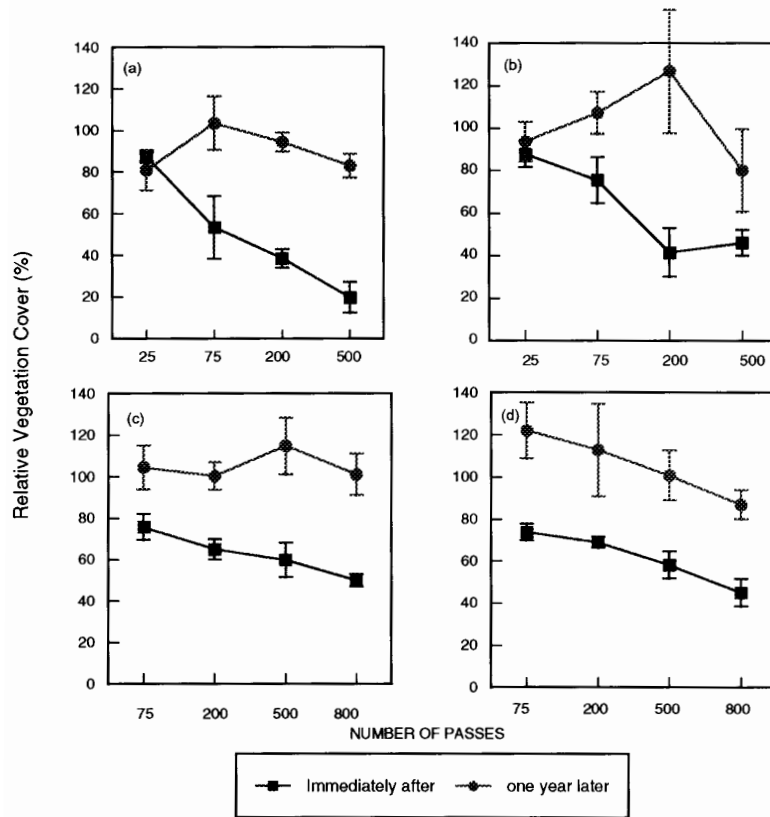 140
120
100
80
60
40
20
0
(a)
25 75 200 500
140
120
100
80
60
40
20
0
(b)
25 75 200 500
Relative Vegetation Cover (%)
140
120
100
80
60
40
20
0
(c)
75 200 500 800
140
120
100
80
60
40
20
0
(d)
75 200 500 800
NUMBER OF PASSES
Immediately after one year later